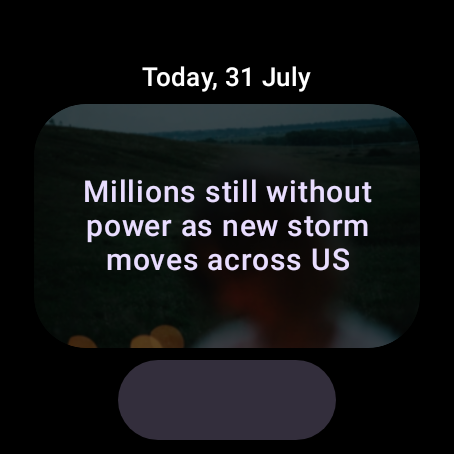 Today, 31 July
Millions still without
power as new storm
moves across US